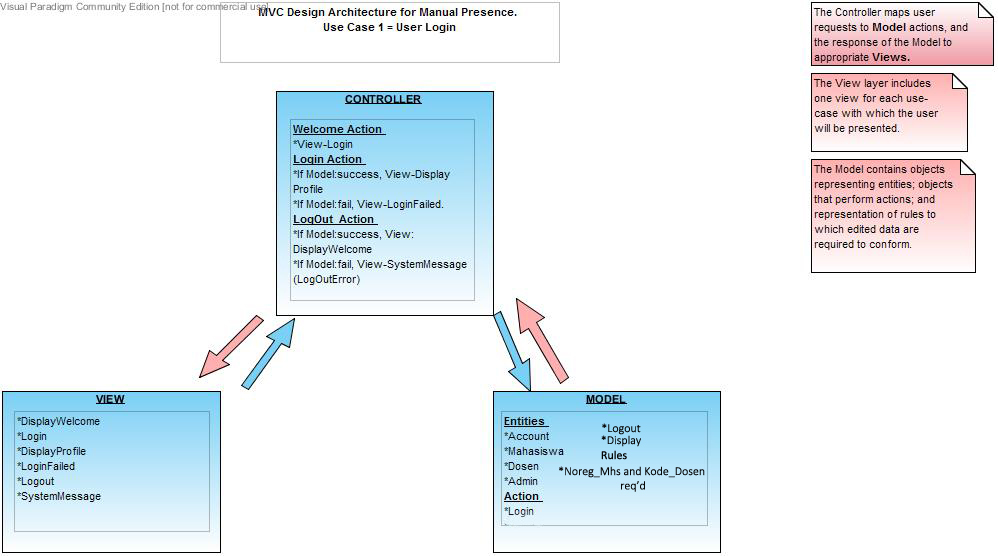 Visual Paradigm Community Edition [not for commercial use]
MVC Design Architecture for Manual Presence.
Use Case 1 = User Login
The Controller maps user
requests to Model actions, and
the response of the Model to
appropriate Views.
The View layer includes
one view for each use-
case with which the user
will be presented.
The Model contains objects
representing entities; objects
that perform actions; and
representation of rules to
which edited data are
required to conform.
CONTROLLER
Welcome Action
*View-Login
Login Action
*If Model:success, View-Display
Profile
*If Model:fail, View-LoginFailed.
LogOut Action
*If Model:success, View:
DisplayWelcome
*If Model:fail, View-SystemMessage
(LogOutError)
VIEW
*DisplayWelcome
*Login
*DisplayProfile
*LoginFailed
*Logout
*SystemMessage
MODEL
Entities
*Account
*Mahasiswa
*Dosen
*Admin
Action
*Login
*Logout
*Display
Rules
*Noreg_Mhs and Kode_Dosen
req'd